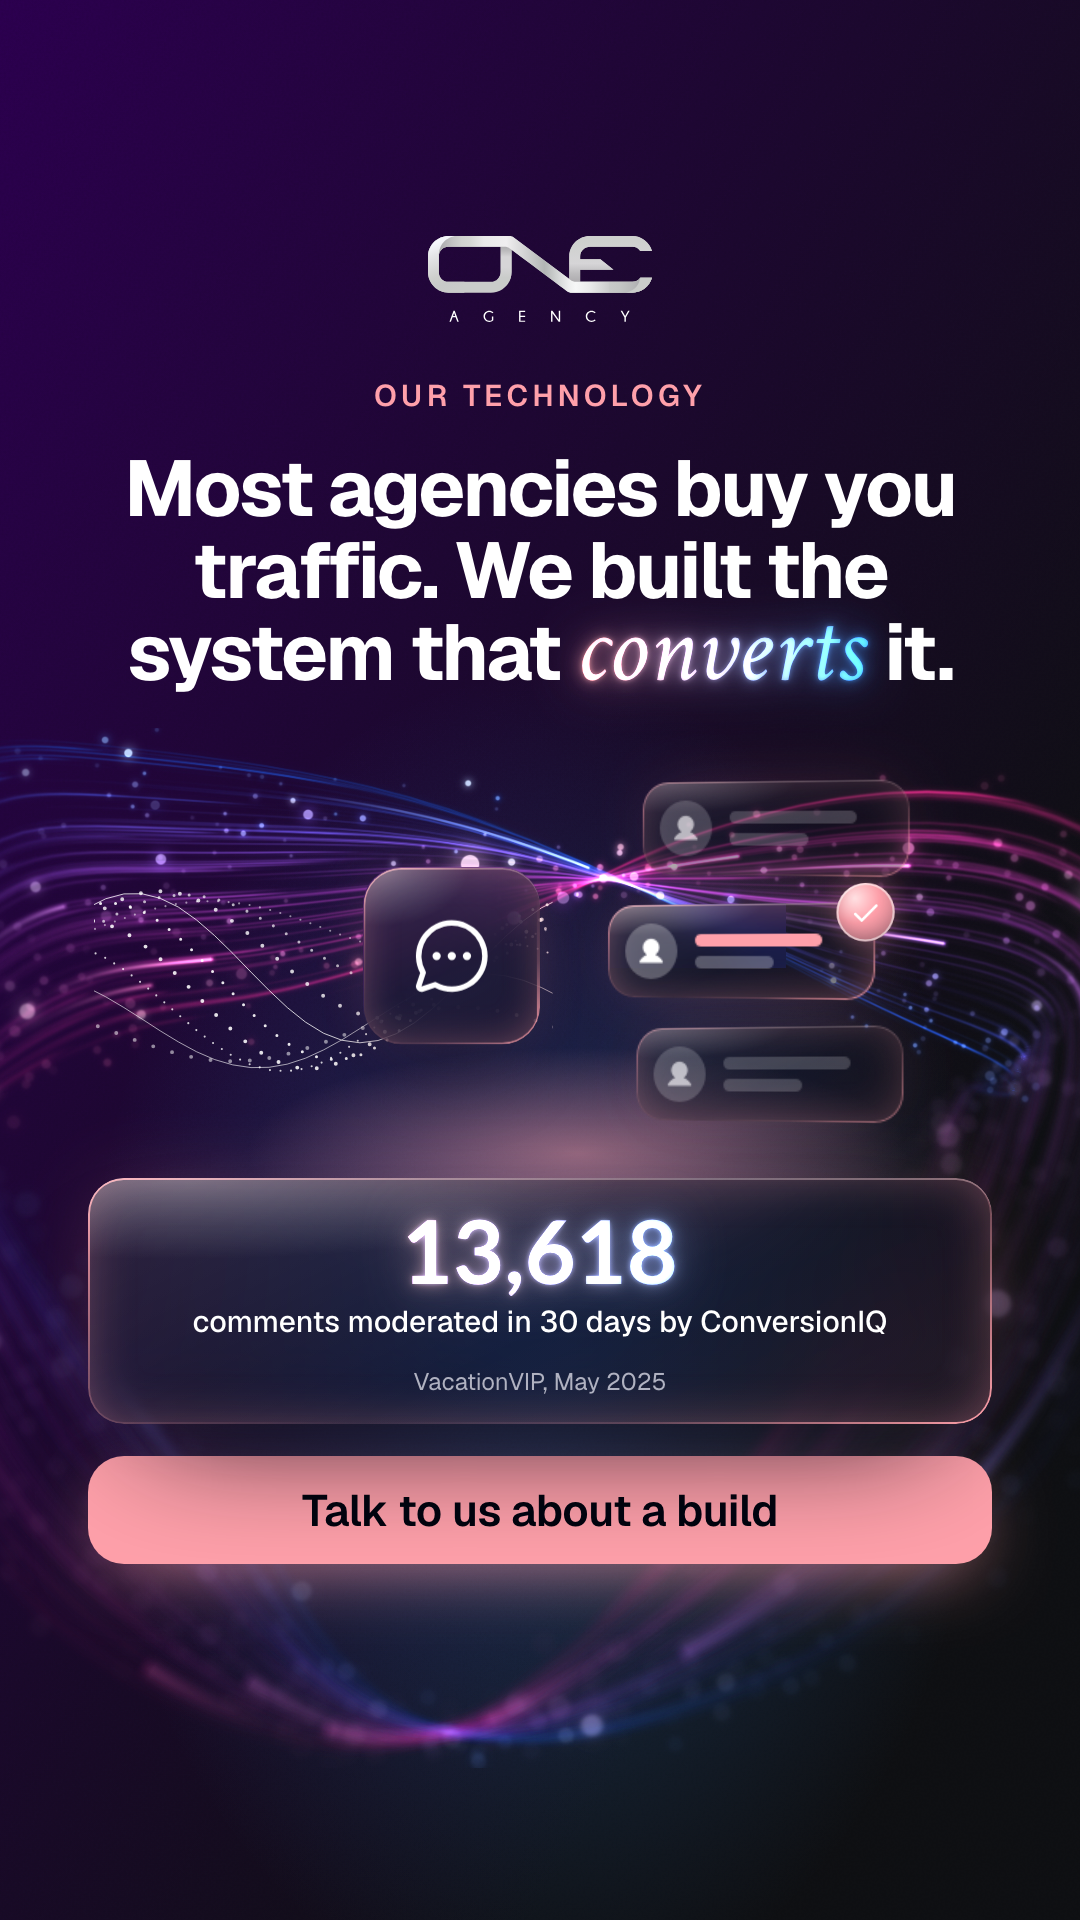 ONE
AGENCY
OUR TECHNOLOGY
Most agencies buy you
traffic. We built the
system that converts it.
13,618
comments moderated in 30 days by ConversionIQ
VacationVIP, May 2025
Talk to us about a build